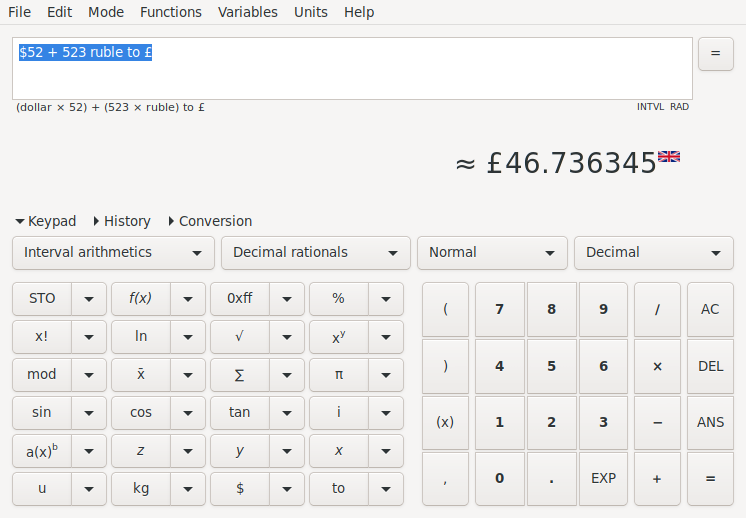 File Edit Mode Functions Variables Units Help
$52 + 523 ruble to £
=
(dollar × 52) + (523 × ruble) to £
INTVL RAD
≈ £46.736345
Keypad History Conversion
Interval arithmetics Decimal rationals Normal Decimal
STO f(x) 0xff % ( 7 8 9 / AC
x! ln √ xʸ
mod x̄ Σ π ) 4 5 6 × DEL
sin cos tan i (x) 1 2 3 − ANS
a(x)ᵇ z y x
u kg $ to , 0 . EXP + =